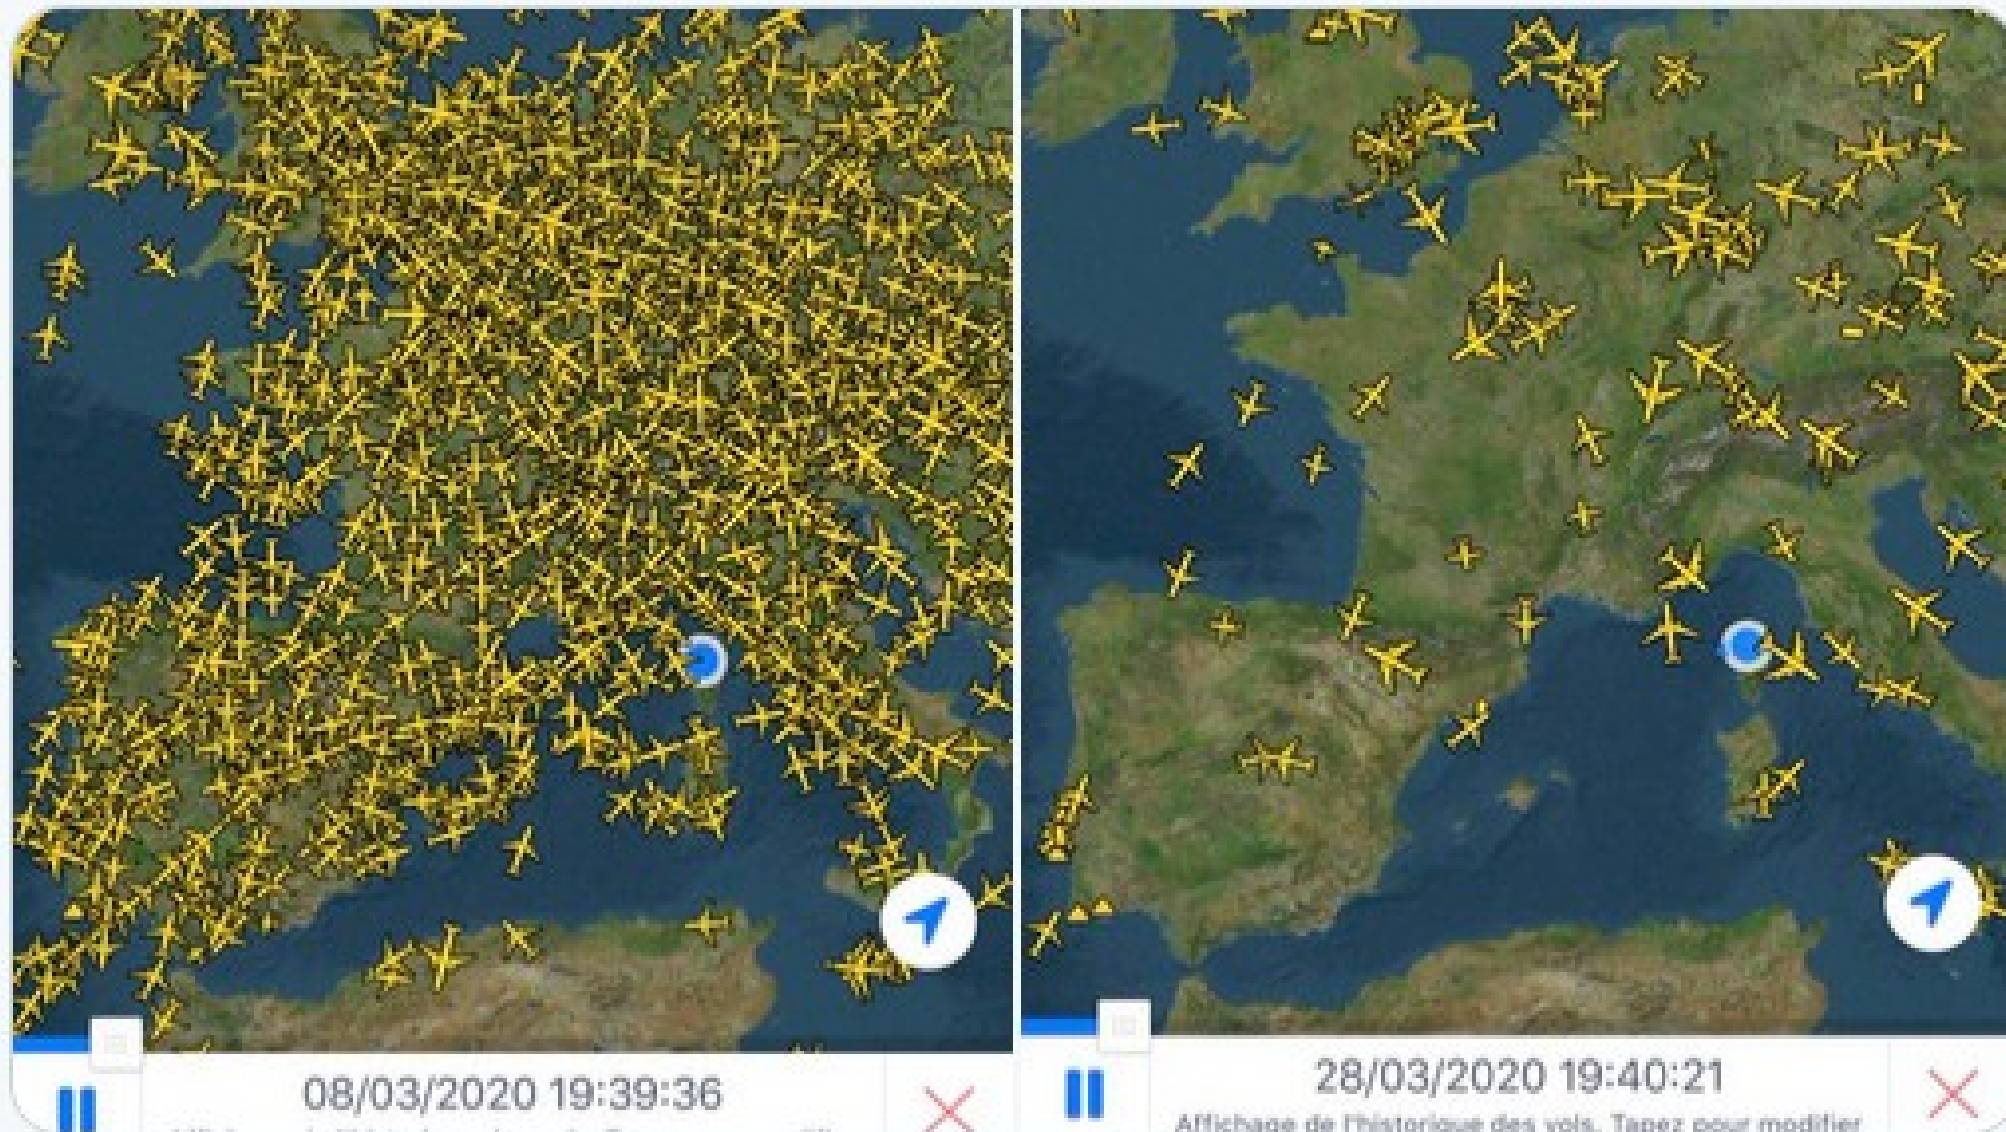 08/03/2020 19:39:36
28/03/2020 19:40:21
Affichage de l'historique des vols. Tapez pour modifier